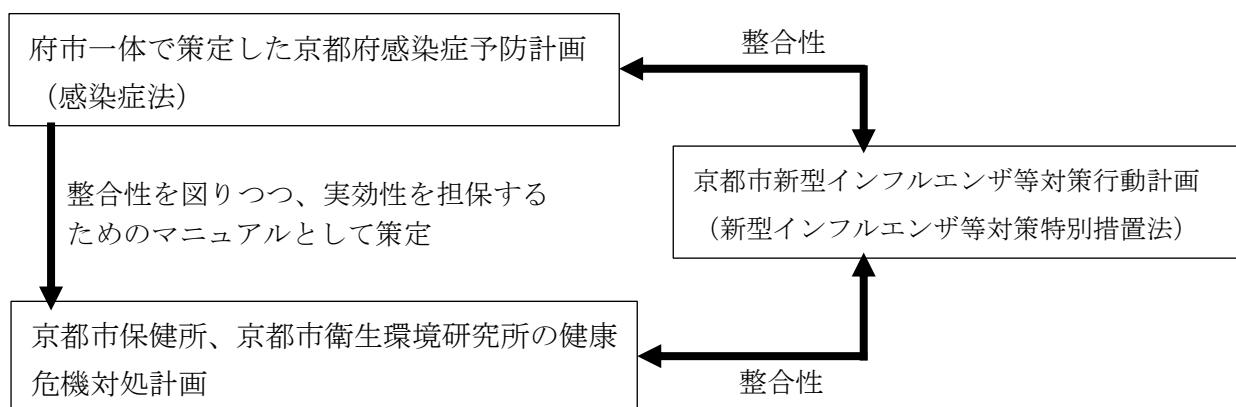 府市一体で策定した京都府感染症予防計画
（感染症法）
整合性
整合性を図りつつ、実効性を担保する
ためのマニュアルとして策定
京都市新型インフルエンザ等対策行動計画
（新型インフルエンザ等対策特別措置法）
京都市保健所、京都市衛生環境研究所の健康
危機対処計画
整合性